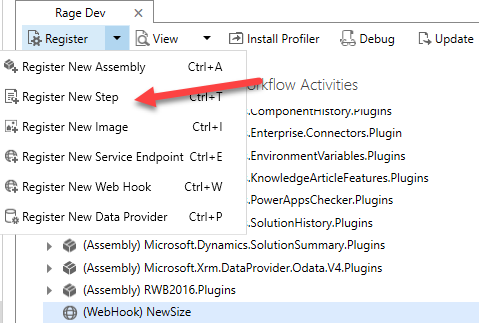 Rage Dev
Register View Install Profiler Debug Update
Register New Assembly Ctrl+A
Register New Step Ctrl+T
Register New Image Ctrl+I
Register New Service Endpoint Ctrl+E
Register New Web Hook Ctrl+W
Register New Data Provider Ctrl+P
Workflow Activities
.ComponentHistory.Plugins
.Enterprise.Connectors.Plugin
.EnvironmentVariables.Plugins
.KnowledgeArticleFeatures.Plugins
.PowerAppsChecker.Plugins
.SolutionHistory.Plugins
(Assembly) Microsoft.Dynamics.SolutionSummary.Plugins
(Assembly) Microsoft.Xrm.DataProvider.Odata.V4.Plugins
(Assembly) RWB2016.Plugins
(WebHook) NewSize